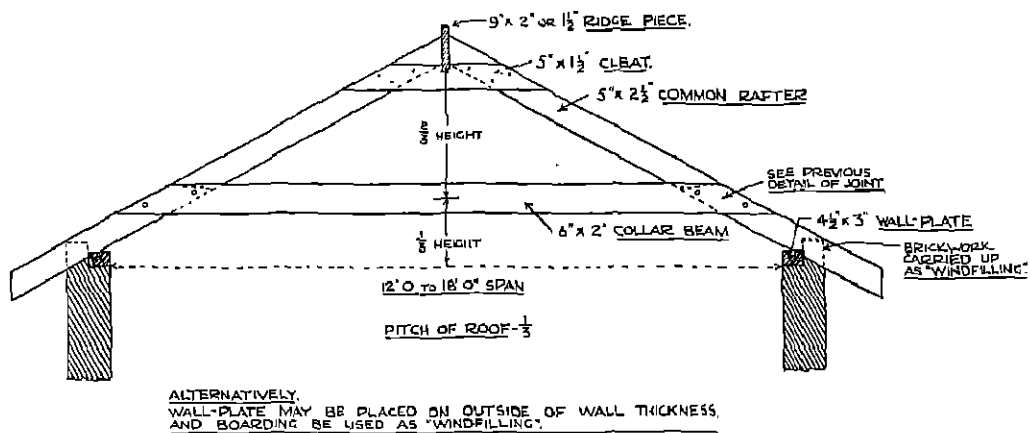 9" x 2" OR 1½" RIDGE PIECE.
5" x 1½" CLEAT.
5" x 2½" COMMON RAFTER
⅔ HEIGHT
SEE PREVIOUS
DETAIL OF JOINT
4½" x 3" WALL-PLATE
6" x 2" COLLAR BEAM
⅓ HEIGHT
BRICKWORK
CARRIED UP
AS "WINDFILLING".
12' 0 TO 18' 0" SPAN
PITCH OF ROOF - ⅓
ALTERNATIVELY.
WALL-PLATE MAY BE PLACED ON OUTSIDE OF WALL THICKNESS,
AND BOARDING BE USED AS "WINDFILLING".